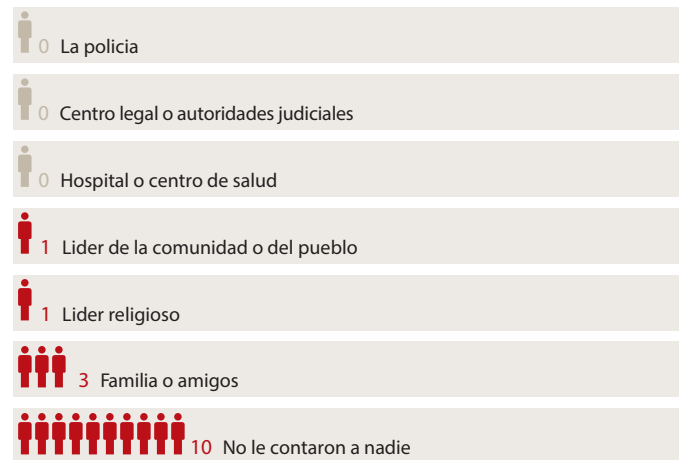 0 La policia
0 Centro legal o autoridades judiciales
0 Hospital o centro de salud
1 Lider de la comunidad o del pueblo
1 Lider religioso
3 Familia o amigos
10 No le contaron a nadie